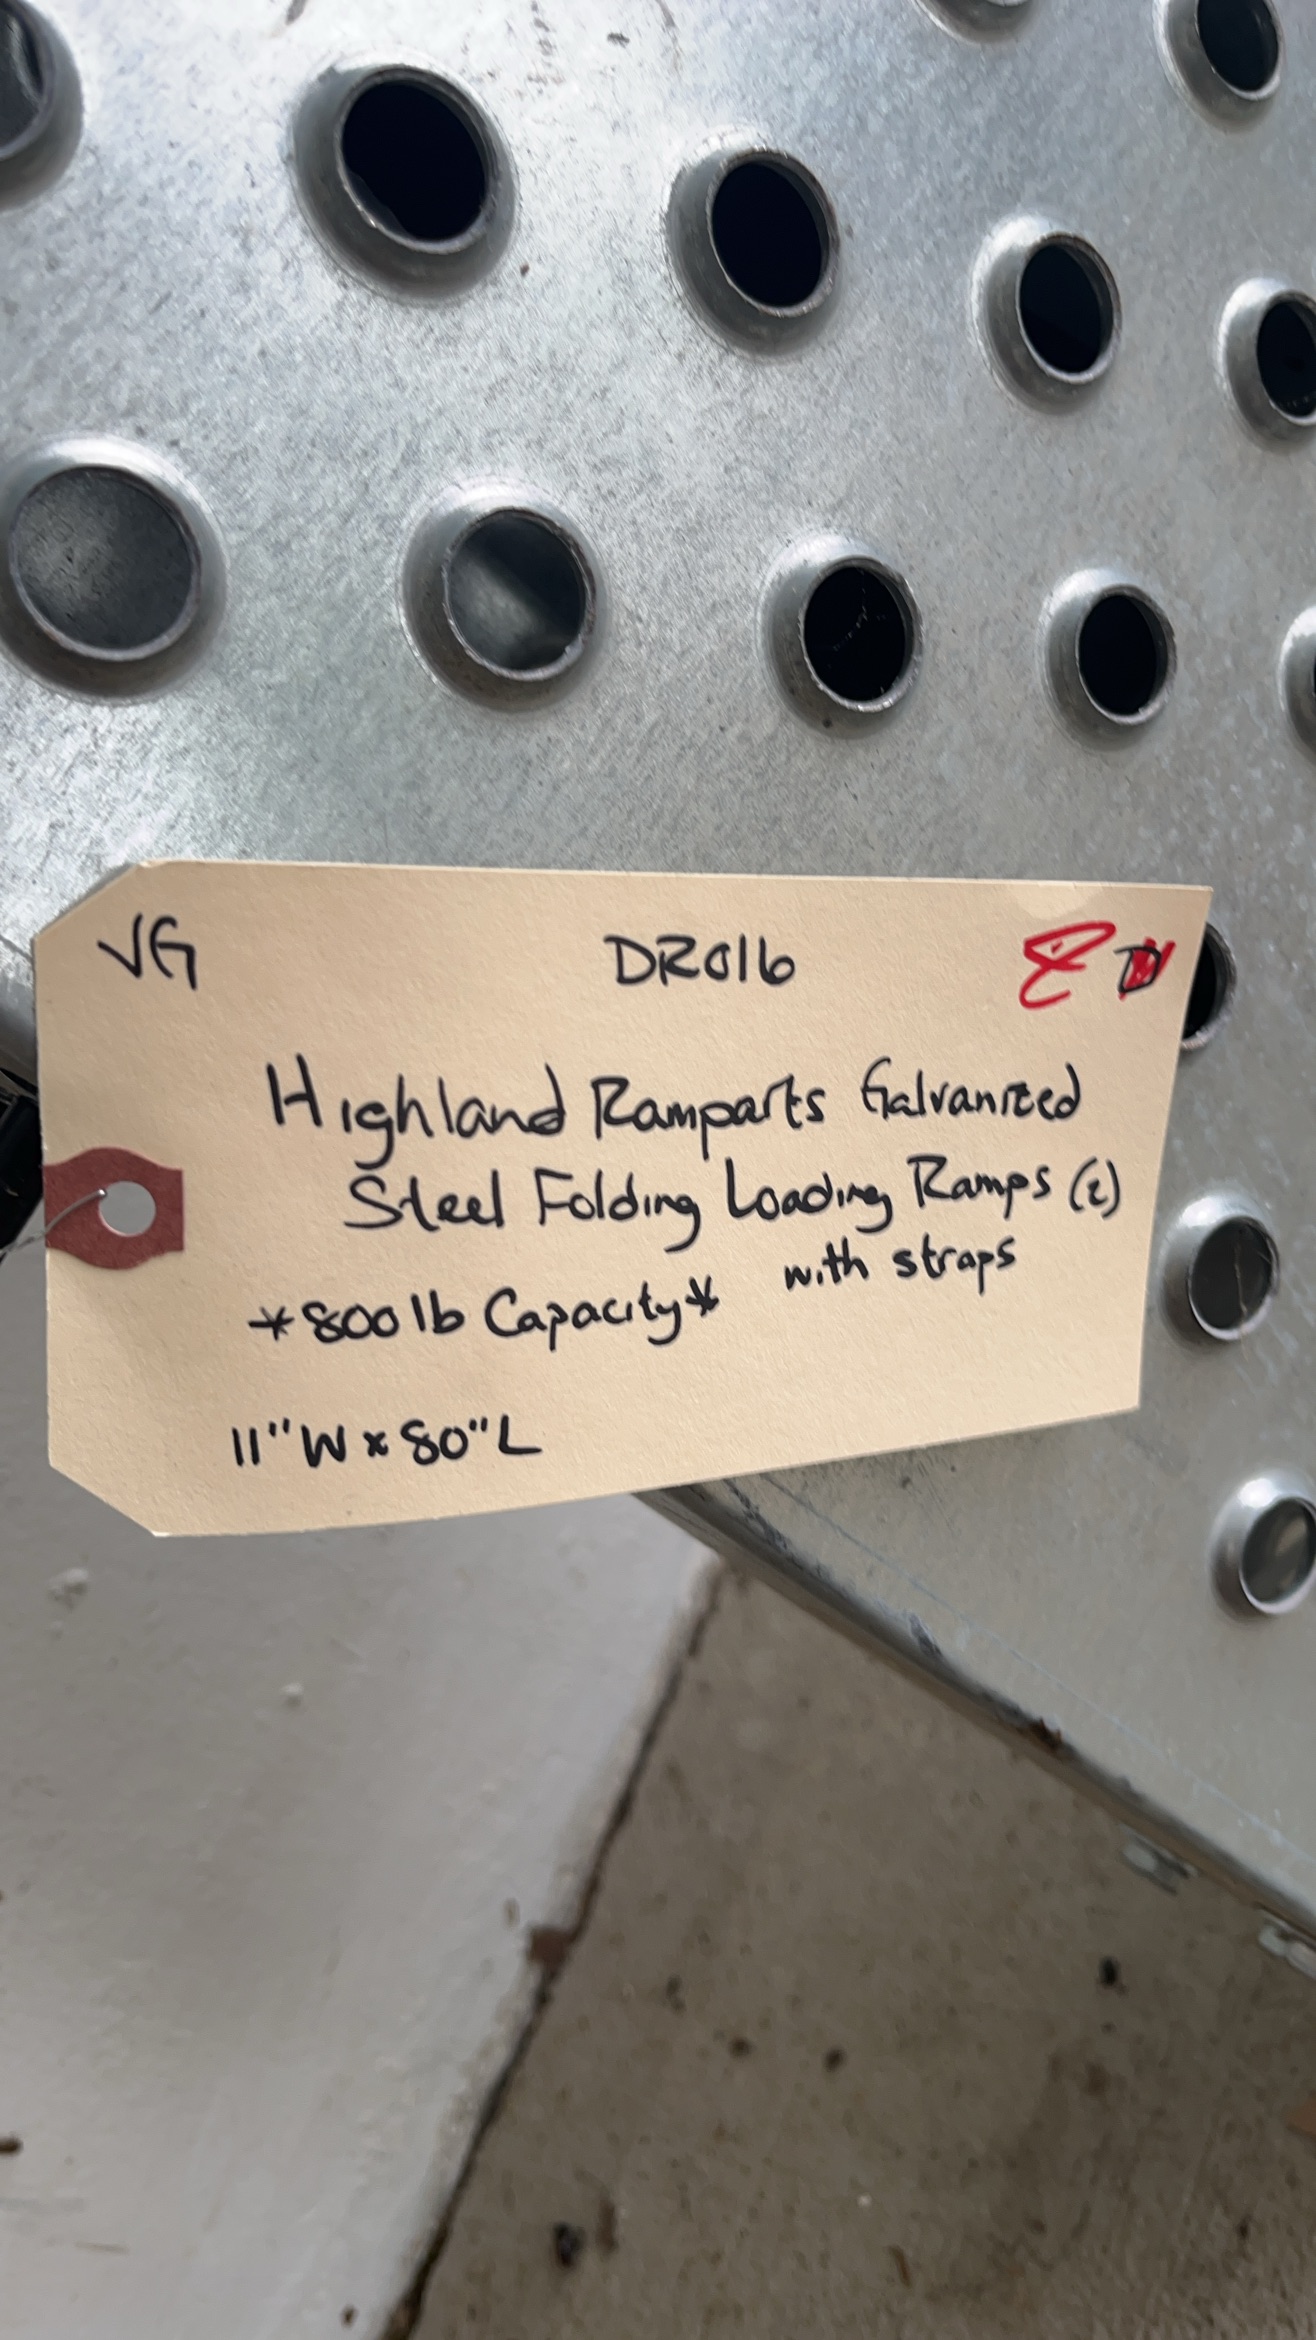 VG DR016 D
Highland Ramparts Galvanized
Steel Folding Loading Ramps (2)
with straps
*800 lb Capacity*
11"W x 80"L